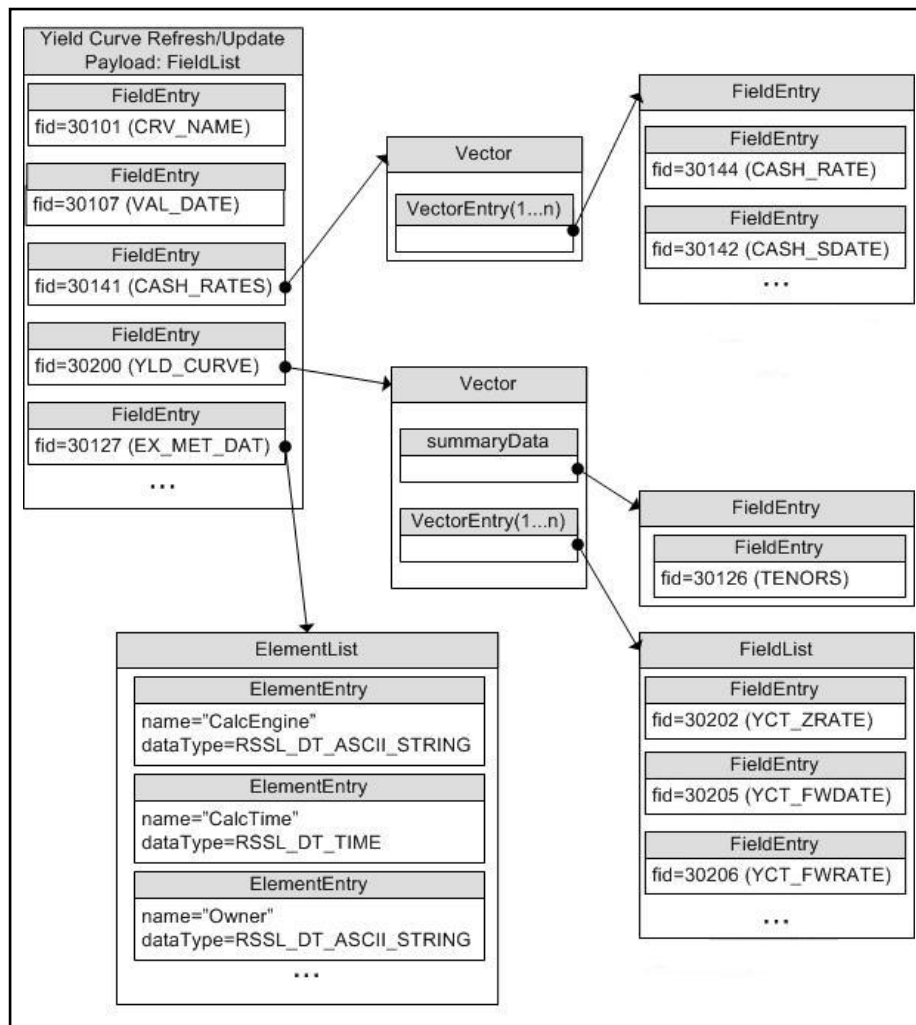 Yield Curve Refresh/Update
Payload: FieldList
FieldEntry
fid=30101 (CRV_NAME)
FieldEntry
fid=30107 (VAL_DATE)
FieldEntry
fid=30141 (CASH_RATES)
FieldEntry
fid=30200 (YLD_CURVE)
FieldEntry
fid=30127 (EX_MET_DAT)
...
Vector
VectorEntry(1...n)
FieldEntry
FieldEntry
fid=30144 (CASH_RATE)
FieldEntry
fid=30142 (CASH_SDATE)
...
Vector
summaryData
VectorEntry(1...n)
FieldEntry
FieldEntry
fid=30126 (TENORS)
ElementList
ElementEntry
name="CalcEngine"
dataType=RSSL_DT_ASCII_STRING
ElementEntry
name="CalcTime"
dataType=RSSL_DT_TIME
ElementEntry
name="Owner"
dataType=RSSL_DT_ASCII_STRING
...
FieldList
FieldEntry
fid=30202 (YCT_ZRATE)
FieldEntry
fid=30205 (YCT_FWDATE)
FieldEntry
fid=30206 (YCT_FWRATE)
...